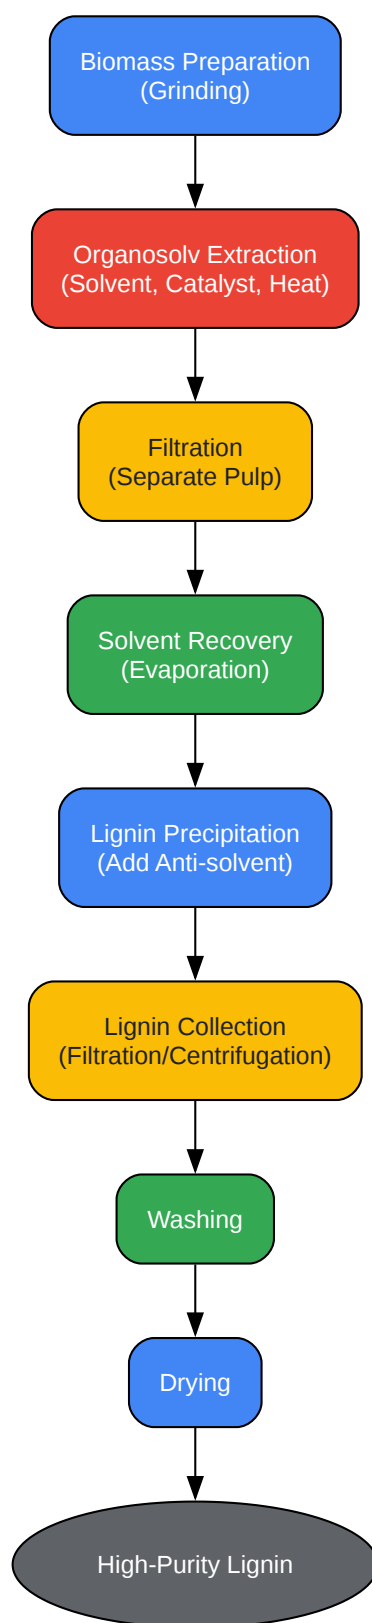 Biomass Preparation
(Grinding)
Organosolv Extraction
(Solvent, Catalyst, Heat)
Filtration
(Separate Pulp)
Solvent Recovery
(Evaporation)
Lignin Precipitation
(Add Anti-solvent)
Lignin Collection
(Filtration/Centrifugation)
Washing
Drying
High-Purity Lignin